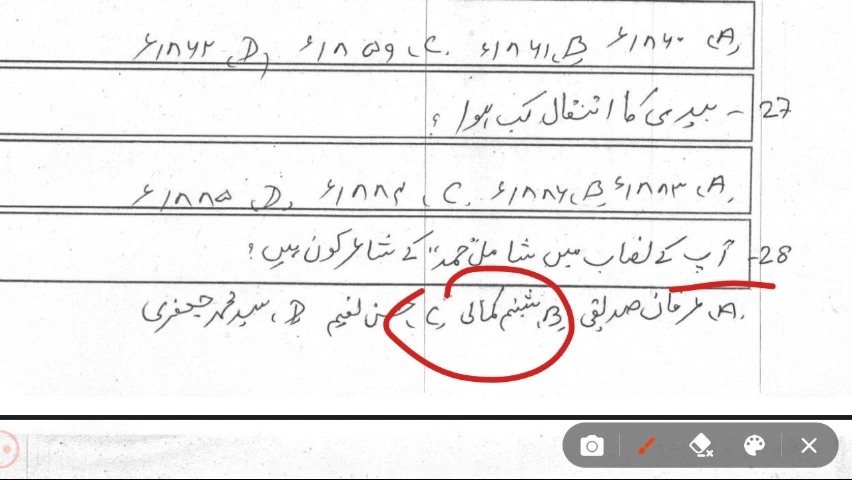 A) ۱۸۶۰ء B) ۱۸۶۱ء C) ۱۸۵۹ء D) ۱۸۶۲ء
27 - بیدی کا انتقال کب ہوا؟
A) ۱۸۸۳ء B) ۱۸۸۶ء C) ۱۸۸۴ء D) ۱۸۸۵ء
28- آپ کے نصاب میں شامل "حمد" کے شاعر کون ہیں؟
A) عرفان صدیقی B) شبنم کمالی C) حسن نعیم D) سید محمد جعفری